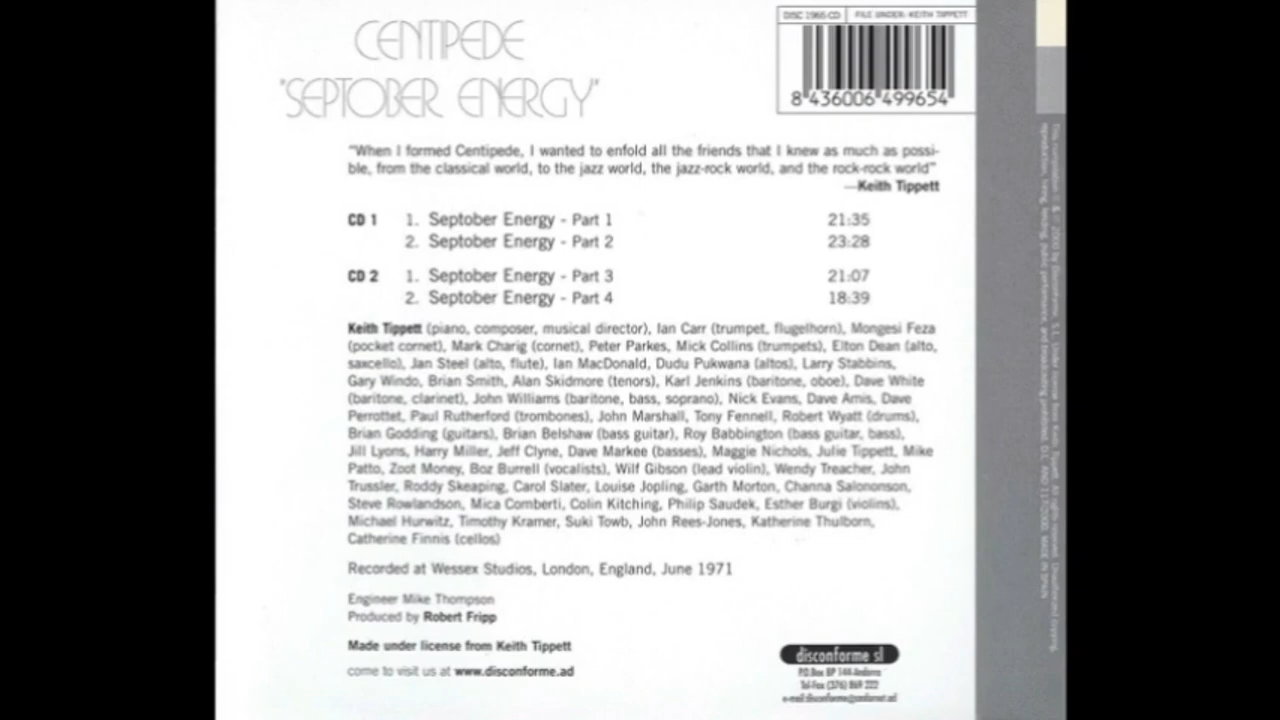 CENTIPEDE
"SEPTOBER ENERGY"
DISC 1966 CD FILE UNDER: KEITH TIPPETT
8 436006 499654
"When I formed Centipede, I wanted to enfold all the friends that I knew as much as possi-
ble, from the classical world, to the jazz world, the jazz-rock world, and the rock-rock world"
—Keith Tippett
CD 1 1. Septober Energy - Part 1 21:35
2. Septober Energy - Part 2 23:28
CD 2 1. Septober Energy - Part 3 21:07
2. Septober Energy - Part 4 18:39
Keith Tippett (piano, composer, musical director), Ian Carr (trumpet, flugelhorn), Mongesi Feza
(pocket cornet), Mark Charig (cornet), Peter Parkes, Mick Collins (trumpets), Elton Dean (alto,
saxcello), Jan Steel (alto, flute), Ian MacDonald, Dudu Pukwana (altos), Larry Stabbins,
Gary Windo, Brian Smith, Alan Skidmore (tenors), Karl Jenkins (baritone, oboe), Dave White
(baritone, clarinet), John Williams (baritone, bass, soprano), Nick Evans, Dave Amis, Dave
Perrottet, Paul Rutherford (trombones), John Marshall, Tony Fennell, Robert Wyatt (drums),
Brian Godding (guitars), Brian Belshaw (bass guitar), Roy Babbington (bass guitar, bass),
Jill Lyons, Harry Miller, Jeff Clyne, Dave Markee (basses), Maggie Nichols, Julie Tippett, Mike
Patto, Zoot Money, Boz Burrell (vocalists), Wilf Gibson (lead violin), Wendy Treacher, John
Trussler, Roddy Skeaping, Carol Slater, Louise Jopling, Garth Morton, Channa Salononson,
Steve Rowlandson, Mica Comberti, Colin Kitching, Philip Saudek, Esther Burgi (violins),
Michael Hurwitz, Timothy Kramer, Suki Towb, John Rees-Jones, Katherine Thulborn,
Catherine Finnis (cellos)
Recorded at Wessex Studios, London, England, June 1971
Engineer Mike Thompson
Produced by Robert Fripp
Made under license from Keith Tippett
come to visit us at www.disconforme.ad
disconforme sl
P.O.Box BP 144-Andorra
Tel-Fax (376) 869 222